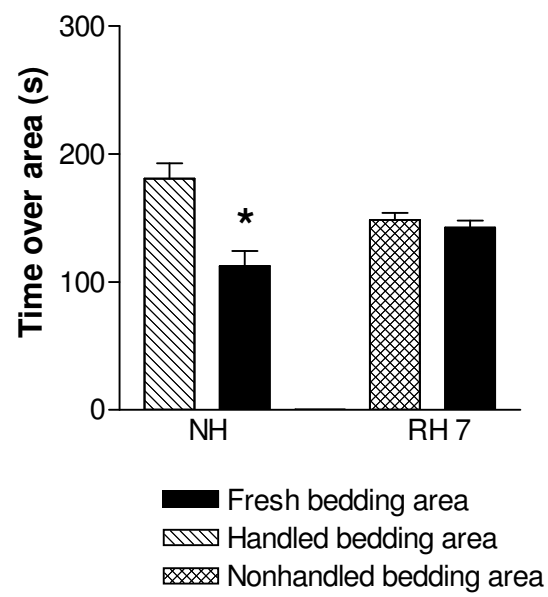 Time over area (s)
300
200
100
0
*
NH
RH 7
Fresh bedding area
Handled bedding area
Nonhandled bedding area